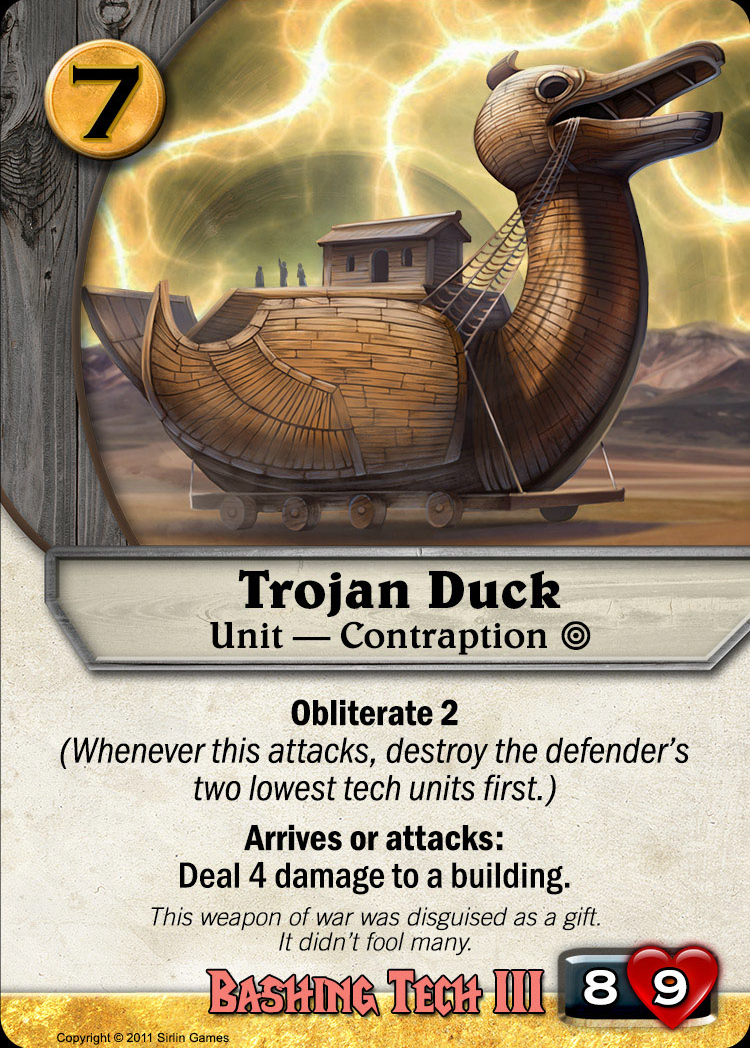 7
Trojan Duck
Unit — Contraption
Obliterate 2
(Whenever this attacks, destroy the defender's
two lowest tech units first.)
Arrives or attacks:
Deal 4 damage to a building.
This weapon of war was disguised as a gift.
It didn't fool many.
Bashing Tech III
8 9
Copyright © 2011 Sirlin Games